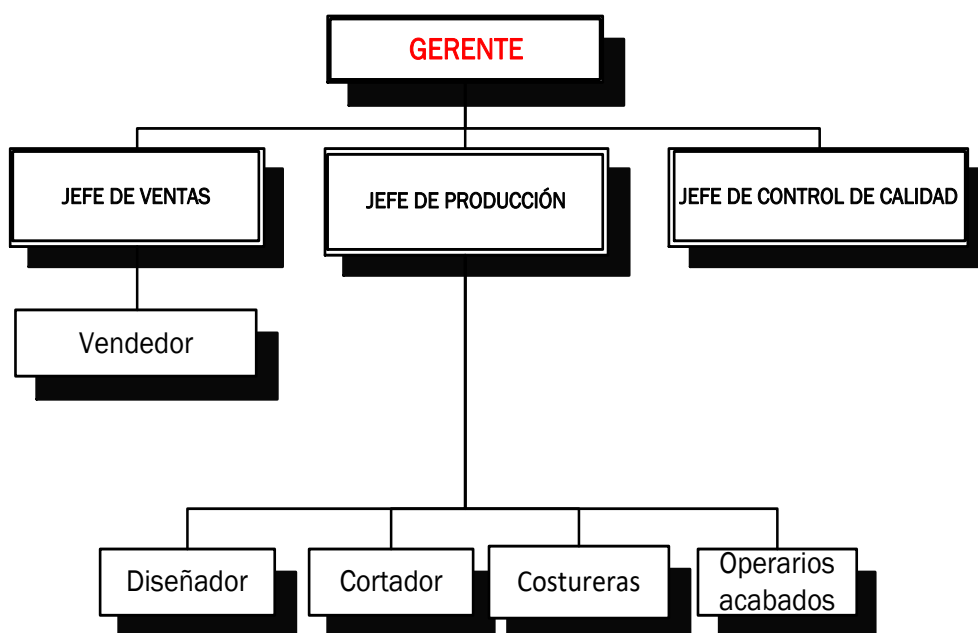 GERENTE
JEFE DE VENTAS
JEFE DE PRODUCCIÓN
JEFE DE CONTROL DE CALIDAD
Vendedor
Diseñador
Cortador
Costureras
Operarios
acabados